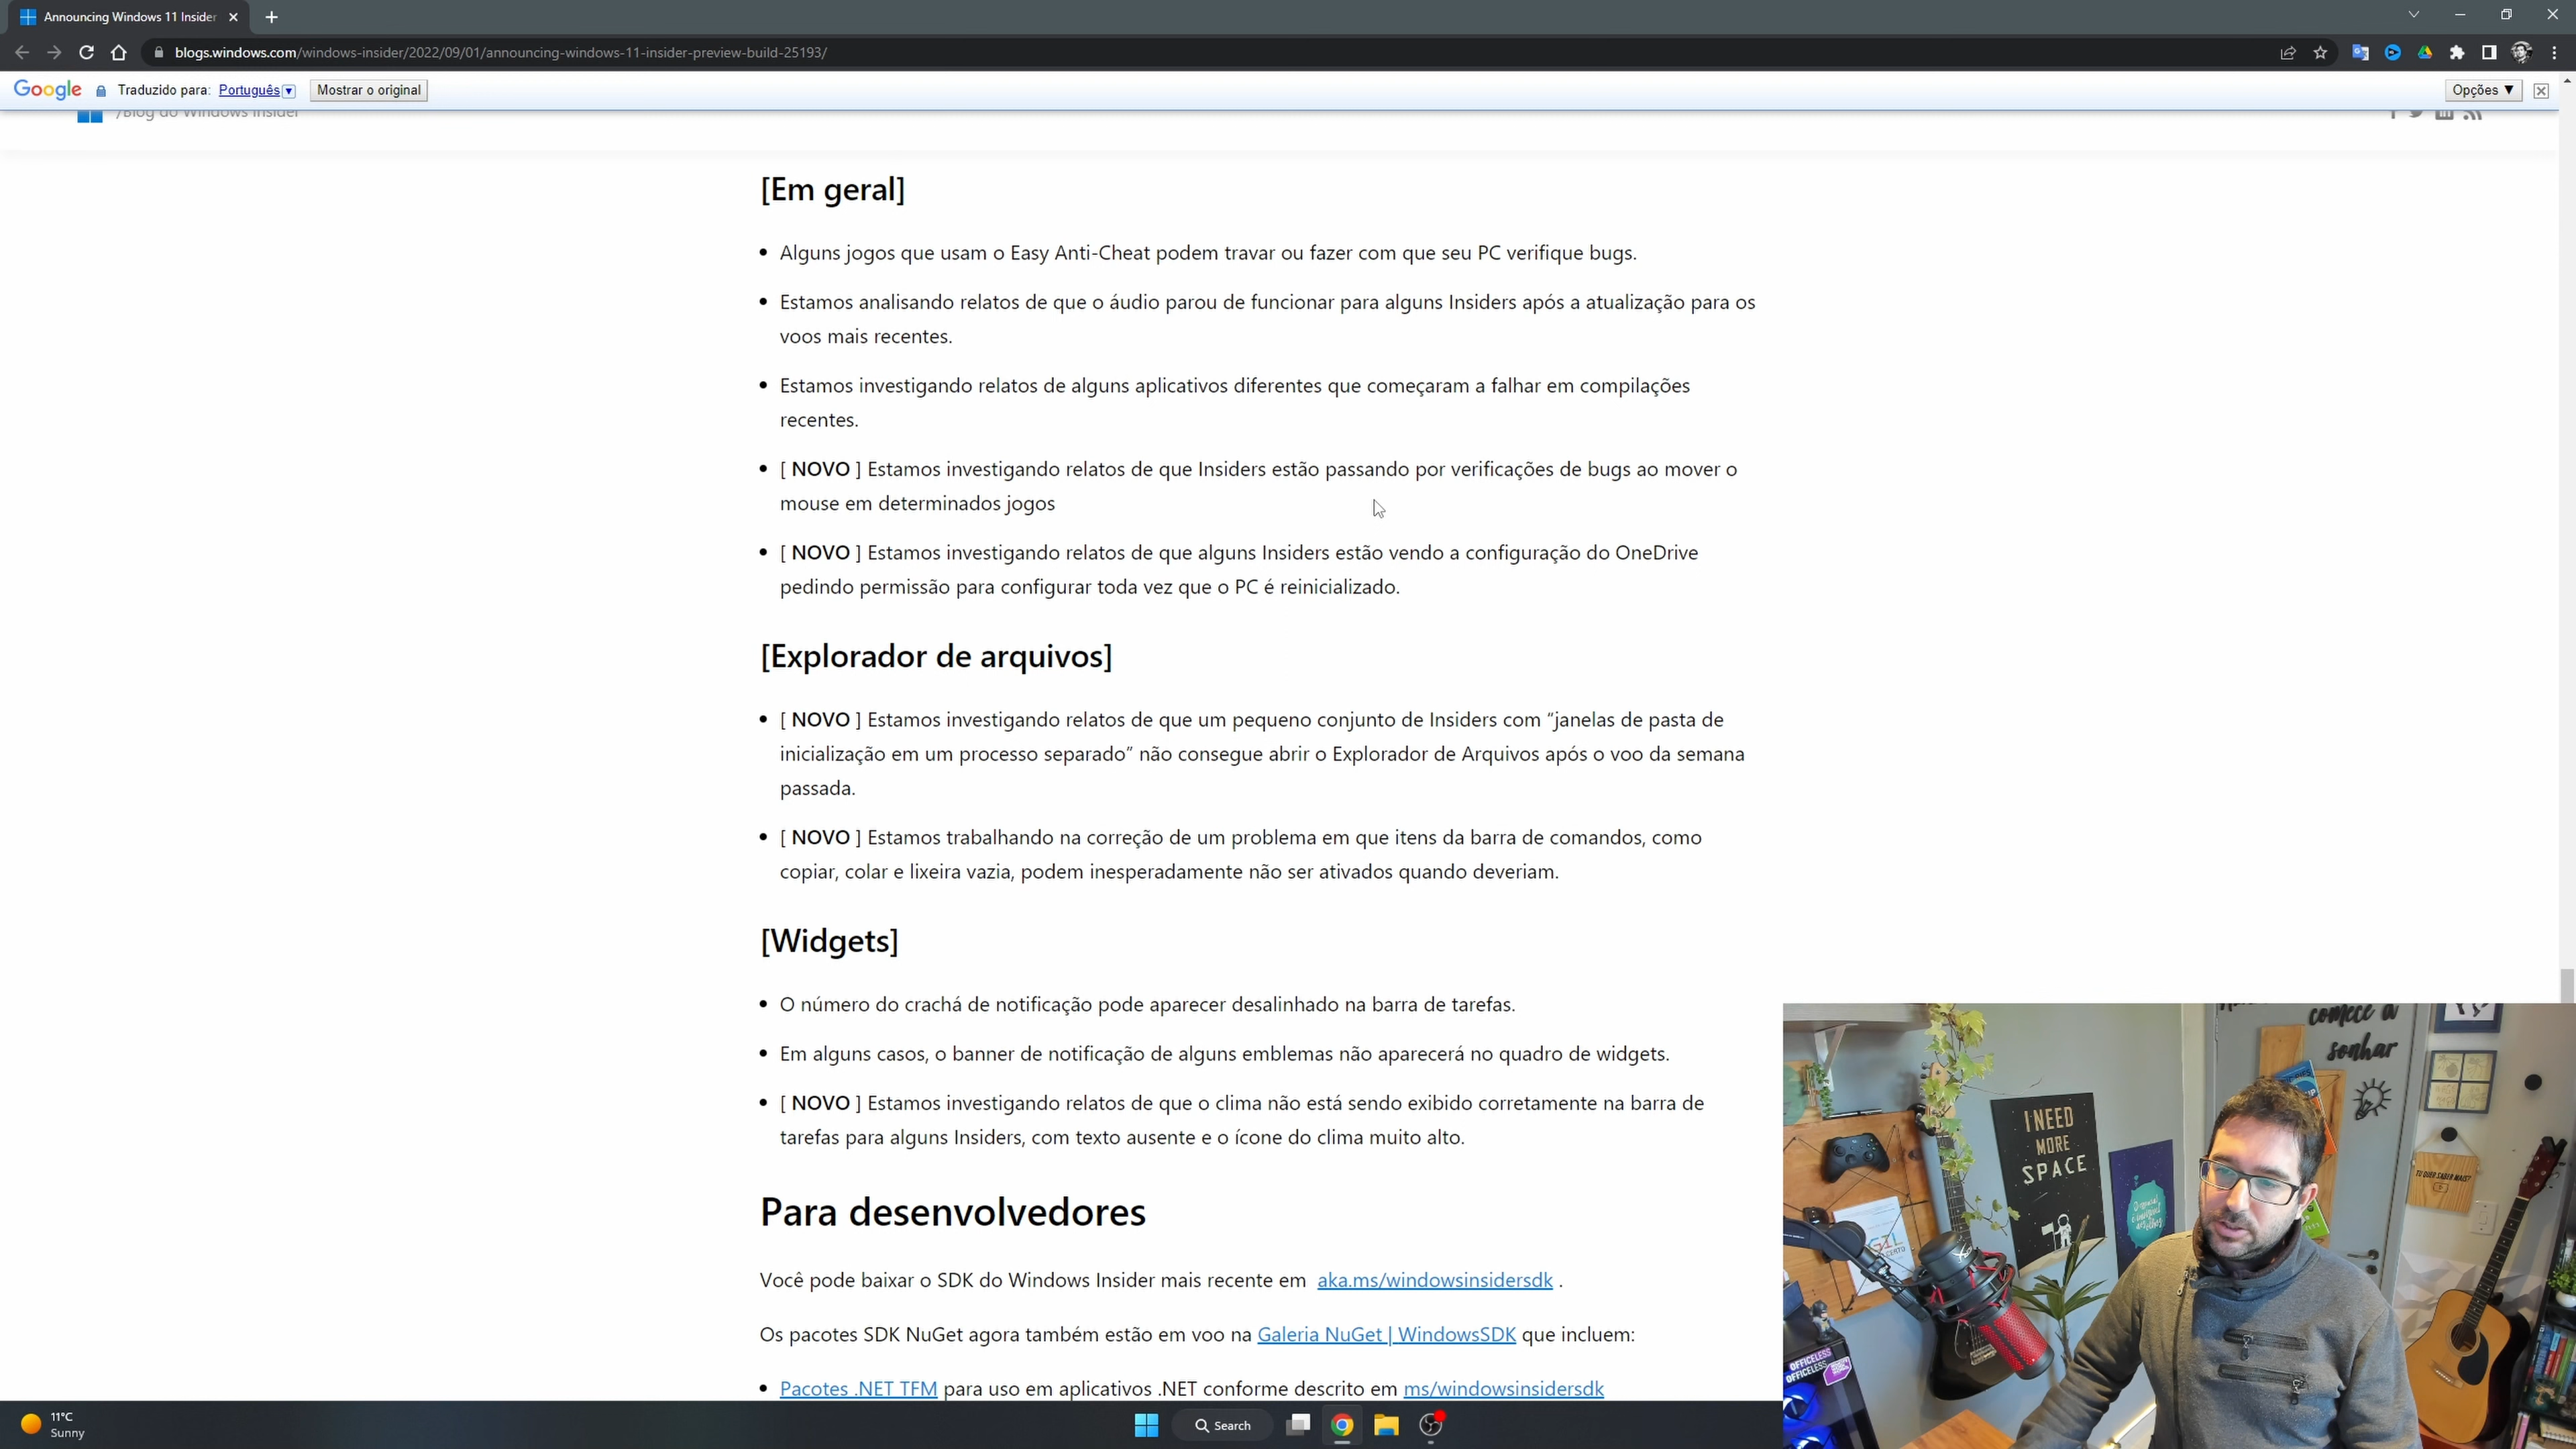 Announcing Windows 11 Insider
blogs.windows.com/windows-insider/2022/09/01/announcing-windows-11-insider-preview-build-25193/
Google Traduzido para: Português Mostrar o original Opções
/Blog do Windows Insider
[Em geral]
Alguns jogos que usam o Easy Anti-Cheat podem travar ou fazer com que seu PC verifique bugs.
Estamos analisando relatos de que o áudio parou de funcionar para alguns Insiders após a atualização para os
voos mais recentes.
Estamos investigando relatos de alguns aplicativos diferentes que começaram a falhar em compilações
recentes.
[ NOVO ] Estamos investigando relatos de que Insiders estão passando por verificações de bugs ao mover o
mouse em determinados jogos
[ NOVO ] Estamos investigando relatos de que alguns Insiders estão vendo a configuração do OneDrive
pedindo permissão para configurar toda vez que o PC é reinicializado.
[Explorador de arquivos]
[ NOVO ] Estamos investigando relatos de que um pequeno conjunto de Insiders com “janelas de pasta de
inicialização em um processo separado” não consegue abrir o Explorador de Arquivos após o voo da semana
passada.
[ NOVO ] Estamos trabalhando na correção de um problema em que itens da barra de comandos, como
copiar, colar e lixeira vazia, podem inesperadamente não ser ativados quando deveriam.
[Widgets]
O número do crachá de notificação pode aparecer desalinhado na barra de tarefas.
Em alguns casos, o banner de notificação de alguns emblemas não aparecerá no quadro de widgets.
[ NOVO ] Estamos investigando relatos de que o clima não está sendo exibido corretamente na barra de
tarefas para alguns Insiders, com texto ausente e o ícone do clima muito alto.
Para desenvolvedores
Você pode baixar o SDK do Windows Insider mais recente em aka.ms/windowsinsidersdk .
Os pacotes SDK NuGet agora também estão em voo na Galeria NuGet | WindowsSDK que incluem:
Pacotes .NET TFM para uso em aplicativos .NET conforme descrito em ms/windowsinsidersdk
comece a
sonhar
I NEED
MORE
SPACE
TU QUER SABER MAIS?
OFFICELESS
OFFICELESS
11°C
Sunny
Search